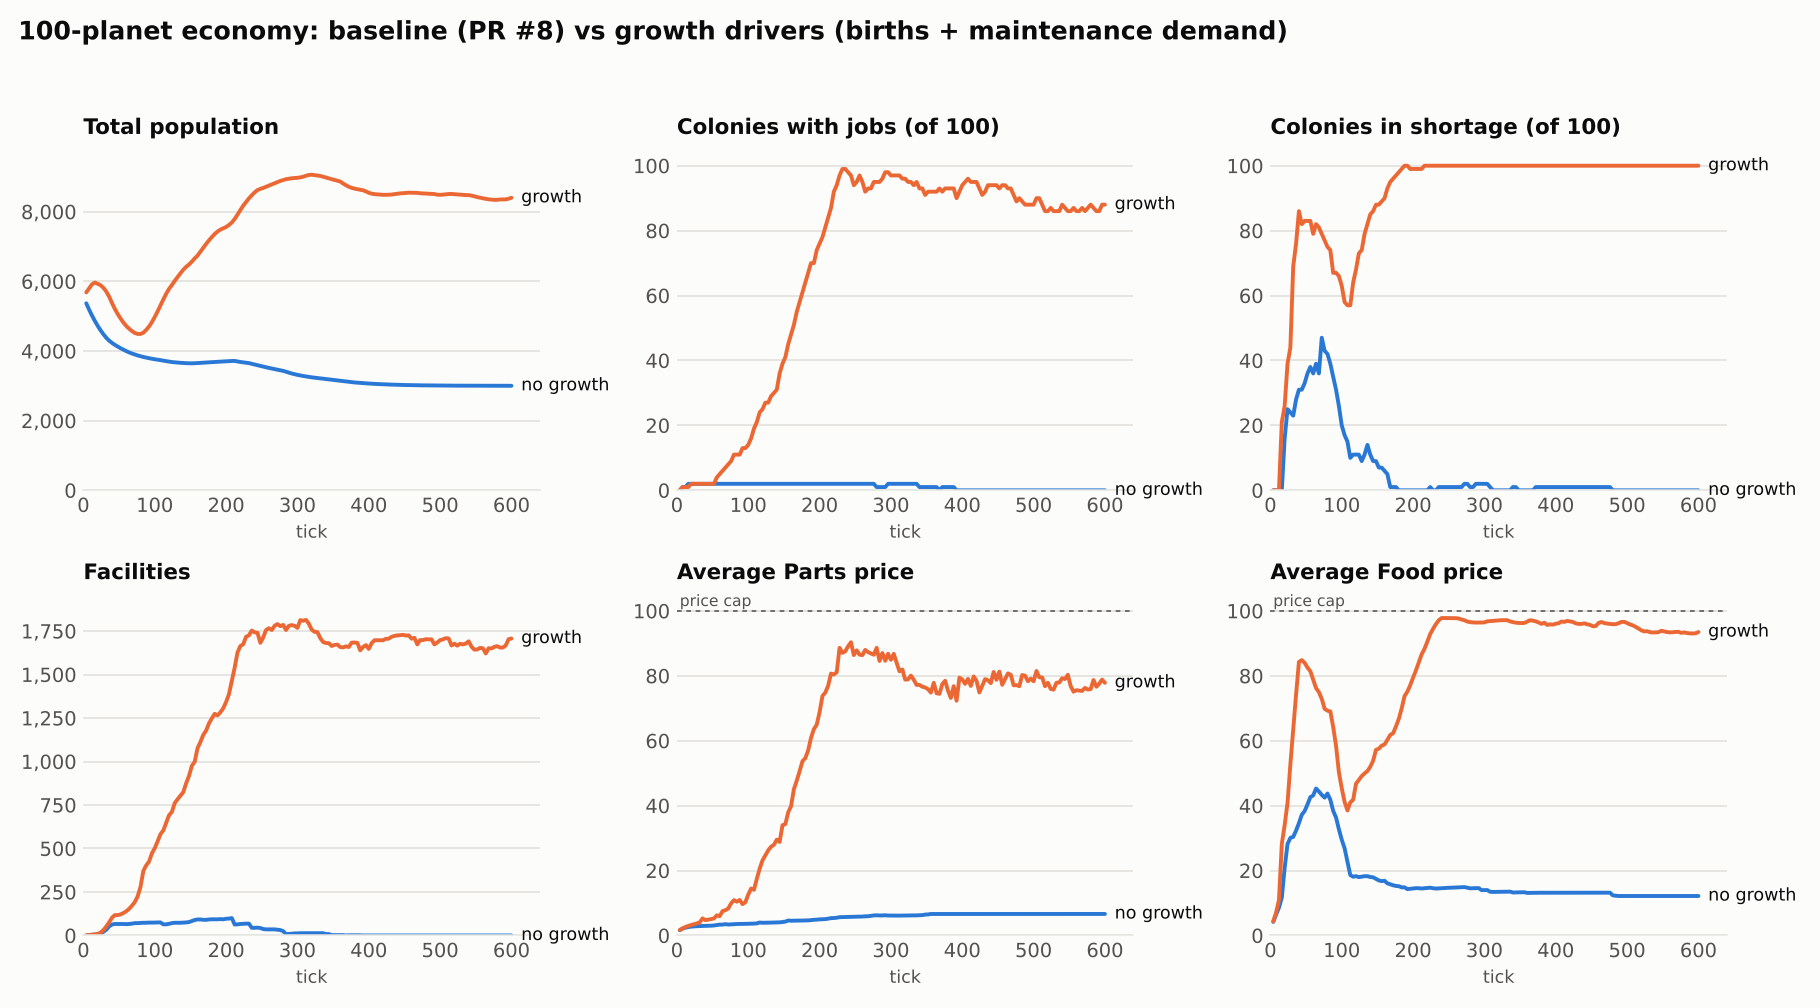 100-planet economy: baseline (PR #8) vs growth drivers (births + maintenance demand)
Total population
8,000
6,000
4,000
2,000
0
0 100 200 300 400 500 600
tick
growth
no growth
Colonies with jobs (of 100)
100
80
60
40
20
0
0 100 200 300 400 500 600
tick
growth
no growth
Colonies in shortage (of 100)
100
80
60
40
20
0
0 100 200 300 400 500 600
tick
growth
no growth
Facilities
1,750
1,500
1,250
1,000
750
500
250
0
0 100 200 300 400 500 600
tick
growth
no growth
Average Parts price
price cap
100
80
60
40
20
0
0 100 200 300 400 500 600
tick
growth
no growth
Average Food price
price cap
100
80
60
40
20
0
0 100 200 300 400 500 600
tick
growth
no growth